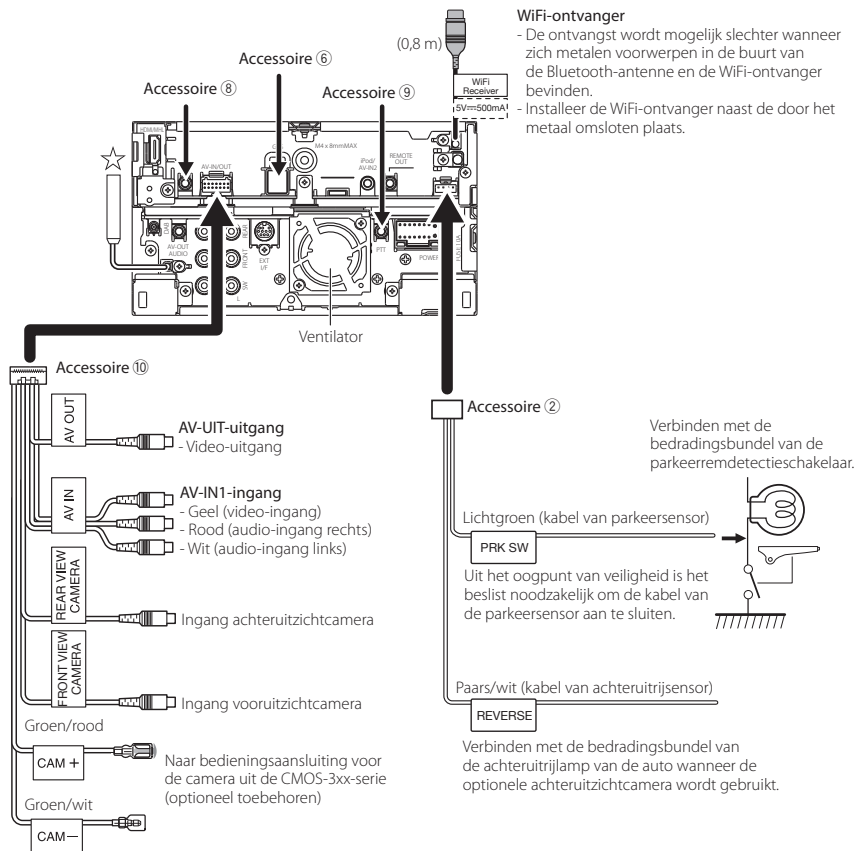 WiFi-ontvanger
- De ontvangst wordt mogelijk slechter wanneer
zich metalen voorwerpen in de buurt van
de Bluetooth-antenne en de WiFi-ontvanger
bevinden.
- Installeer de WiFi-ontvanger naast de door het
metaal omsloten plaats.
(0,8 m)
WiFi
Receiver
5V⎓500mA
Accessoire ⑥
Accessoire ⑧
Accessoire ⑨
HDMI/MHL
AV-IN/OUT
M4 x 8mmMAX
iPod/
AV-IN2
REMOTE
OUT
DAB
AV-OUT
AUDIO
REAR
FRONT
SW
L
EXT
I/F
PTT
POWER
Ventilator
Accessoire ⑩
AV OUT
AV-UIT-uitgang
- Video-uitgang
AV IN
AV-IN1-ingang
- Geel (video-ingang)
- Rood (audio-ingang rechts)
- Wit (audio-ingang links)
REAR VIEW
CAMERA
Ingang achteruitzichtcamera
FRONT VIEW
CAMERA
Ingang vooruitzichtcamera
Groen/rood
CAM +
Naar bedieningsaansluiting voor
de camera uit de CMOS-3xx-serie
(optioneel toebehoren)
Groen/wit
CAM−
Accessoire ②
Verbinden met de
bedradingsbundel van de
parkeerremdetectieschakelaar.
Lichtgroen (kabel van parkeersensor)
PRK SW
Uit het oogpunt van veiligheid is het
beslist noodzakelijk om de kabel van
de parkeersensor aan te sluiten.
Paars/wit (kabel van achteruitrijsensor)
REVERSE
Verbinden met de bedradingsbundel van
de achteruitrijlamp van de auto wanneer de
optionele achteruitzichtcamera wordt gebruikt.